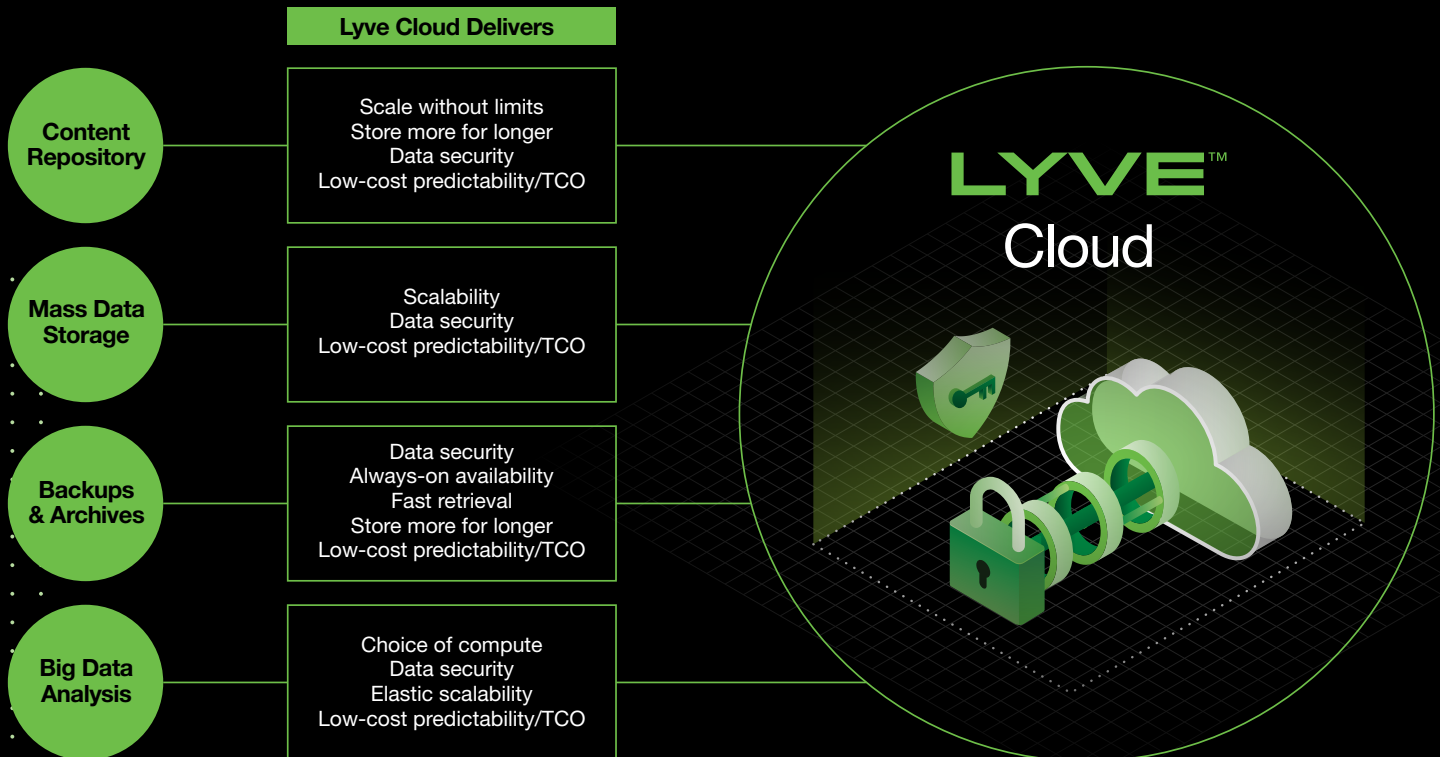 Lyve Cloud Delivers
Content
Repository
Scale without limits
Store more for longer
Data security
Low-cost predictability/TCO
LYVE™
Cloud
Mass Data
Storage
Scalability
Data security
Low-cost predictability/TCO
Backups
& Archives
Data security
Always-on availability
Fast retrieval
Store more for longer
Low-cost predictability/TCO
Big Data
Analysis
Choice of compute
Data security
Elastic scalability
Low-cost predictability/TCO